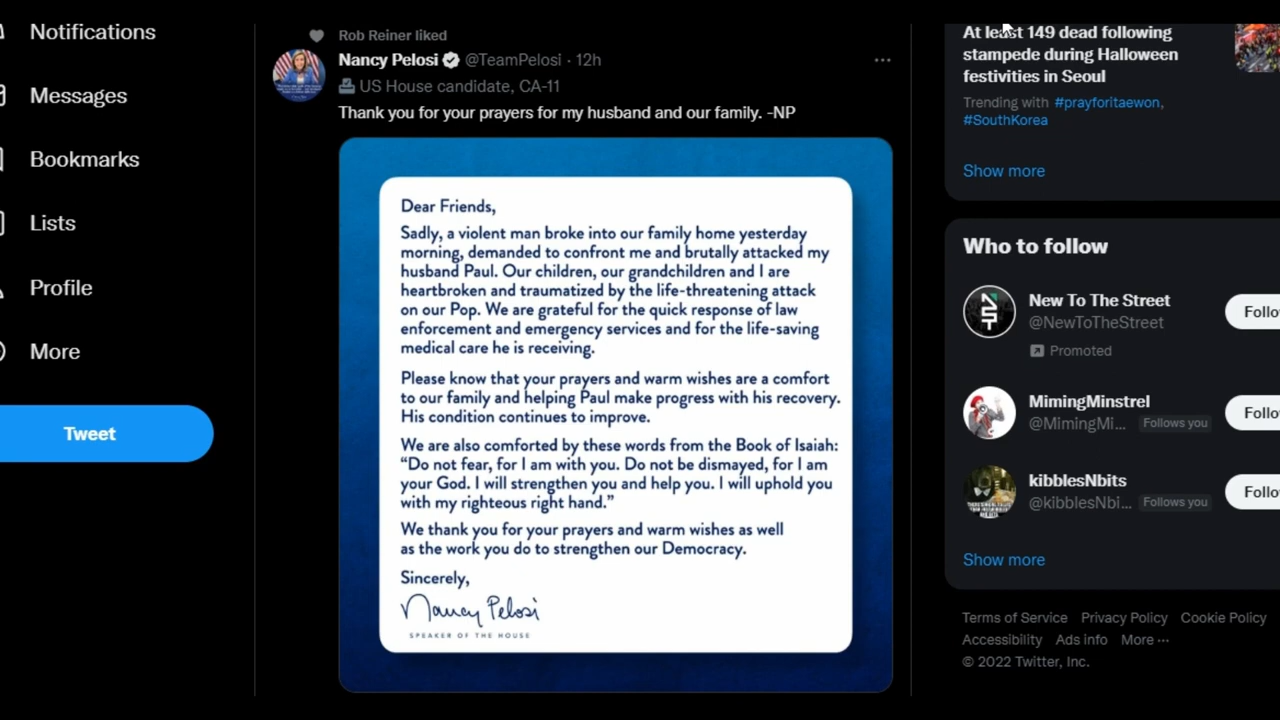 Notifications
Messages
Bookmarks
Lists
Profile
More
Tweet
Rob Reiner liked
Nancy Pelosi @TeamPelosi · 12h
US House candidate, CA-11
Thank you for your prayers for my husband and our family. -NP
Dear Friends,
Sadly, a violent man broke into our family home yesterday
morning, demanded to confront me and brutally attacked my
husband Paul. Our children, our grandchildren and I are
heartbroken and traumatized by the life-threatening attack
on our Pop. We are grateful for the quick response of law
enforcement and emergency services and for the life-saving
medical care he is receiving.
Please know that your prayers and warm wishes are a comfort
to our family and helping Paul make progress with his recovery.
His condition continues to improve.
We are also comforted by these words from the Book of Isaiah:
“Do not fear, for I am with you. Do not be dismayed, for I am
your God. I will strengthen you and help you. I will uphold you
with my righteous right hand.”
We thank you for your prayers and warm wishes as well
as the work you do to strengthen our Democracy.
Sincerely,
Nancy Pelosi
SPEAKER OF THE HOUSE
At least 149 dead following
stampede during Halloween
festivities in Seoul
Trending with #prayforitaewon,
#SouthKorea
Show more
Who to follow
New To The Street
@NewToTheStreet
Promoted
Follo
MimingMinstrel
@MimingMi... Follows you
Follo
kibblesNbits
@kibblesNbi... Follows you
Follo
Show more
Terms of Service Privacy Policy Cookie Policy
Accessibility Ads info More ···
© 2022 Twitter, Inc.